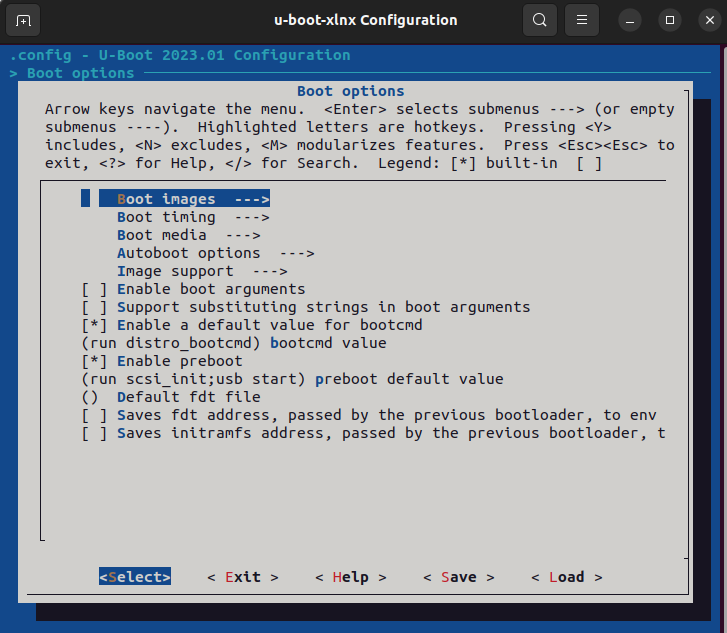 u-boot-xlnx Configuration
.config - U-Boot 2023.01 Configuration
> Boot options
Boot options
Arrow keys navigate the menu.  <Enter> selects submenus ---> (or empty
submenus ----).  Highlighted letters are hotkeys.  Pressing <Y>
includes, <N> excludes, <M> modularizes features.  Press <Esc><Esc> to
exit, <?> for Help, </> for Search.  Legend: [*] built-in  [ ]
Boot images  --->
Boot timing  --->
Boot media  --->
Autoboot options  --->
Image support  --->
[ ] Enable boot arguments
[ ] Support substituting strings in boot arguments
[*] Enable a default value for bootcmd
(run distro_bootcmd) bootcmd value
[*] Enable preboot
(run scsi_init;usb start) preboot default value
()  Default fdt file
[ ] Saves fdt address, passed by the previous bootloader, to env
[ ] Saves initramfs address, passed by the previous bootloader, t
<Select>    < Exit >    < Help >    < Save >    < Load >